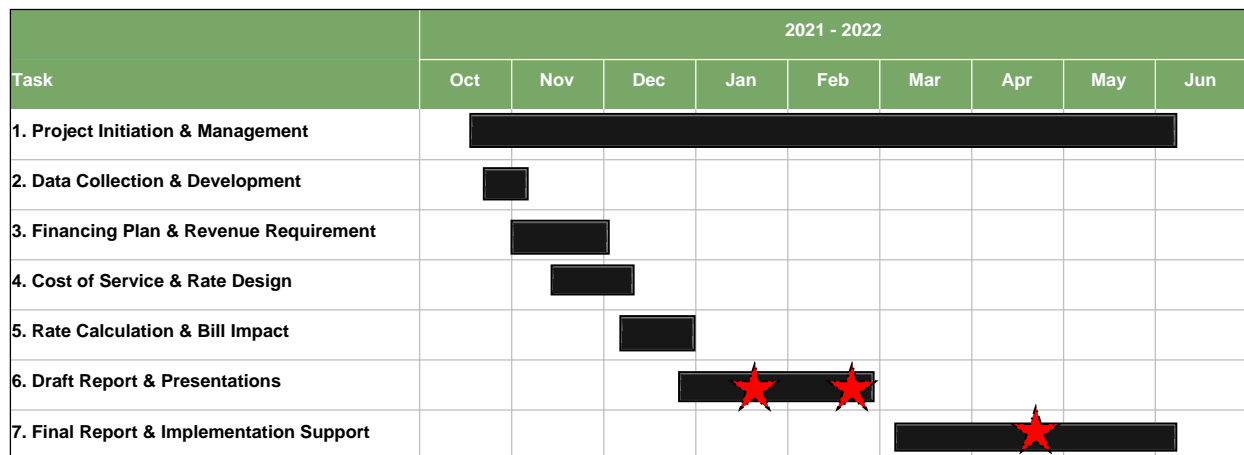 2021 - 2022
Task Oct Nov Dec Jan Feb Mar Apr May Jun
1. Project Initiation & Management
2. Data Collection & Development
3. Financing Plan & Revenue Requirement
4. Cost of Service & Rate Design
5. Rate Calculation & Bill Impact
6. Draft Report & Presentations
7. Final Report & Implementation Support